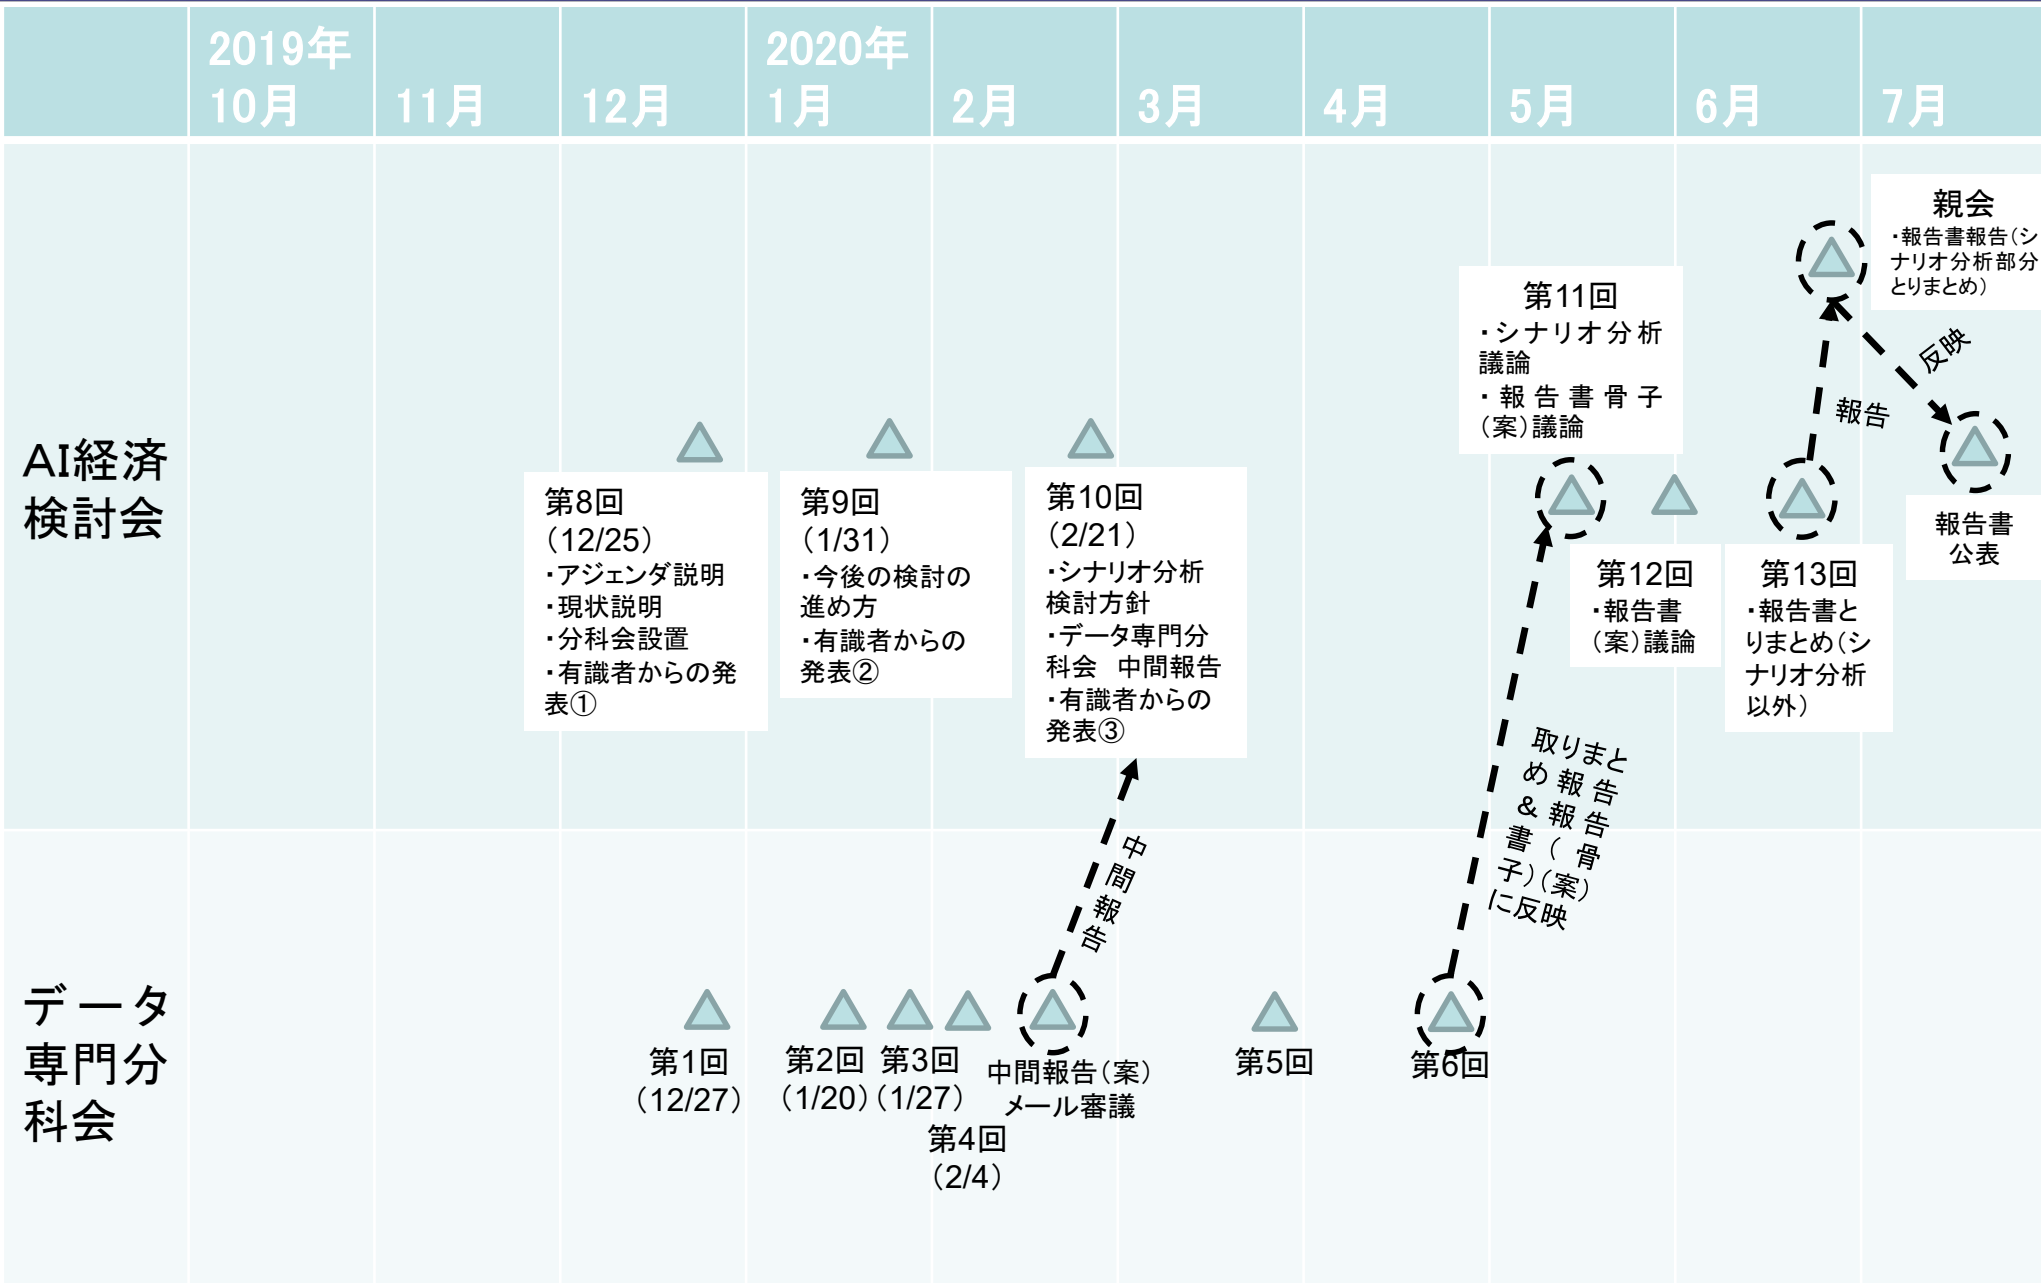 2019年
10月
11月
12月
2020年
1月
2月
3月
4月
5月
6月
7月
AI経済
検討会
第8回
(12/25)
・アジェンダ説明
・現状説明
・分科会設置
・有識者からの発
表①
第9回
(1/31)
・今後の検討の
進め方
・有識者からの
発表②
第10回
(2/21)
・シナリオ分析
検討方針
・データ専門分
科会　中間報告
・有識者からの
発表③
第11回
・シナリオ分析
議論
・報告書骨子
(案)議論
第12回
・報告書
(案)議論
第13回
・報告書と
りまとめ(シ
ナリオ分析
以外)
親会
・報告書報告(シ
ナリオ分析部分
とりまとめ)
報告
反映
報告書
公表
中間報告
取りまと
め報告
&報告
書(骨
子)(案)
に反映
データ
専門分
科会
第1回
(12/27)
第2回
(1/20)
第3回
(1/27)
第4回
(2/4)
中間報告(案)
メール審議
第5回
第6回